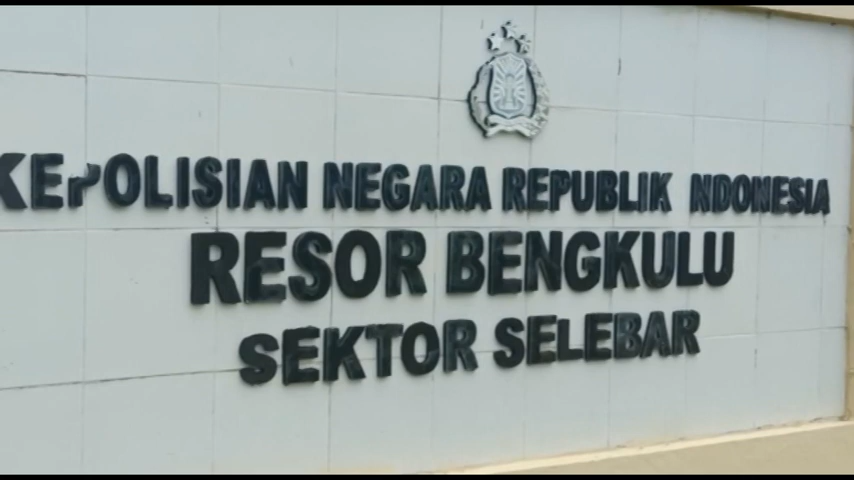 KEPOLISIAN NEGARA REPUBLIK NDONESIA
RESOR BENGKULU
SEKTOR SELEBAR